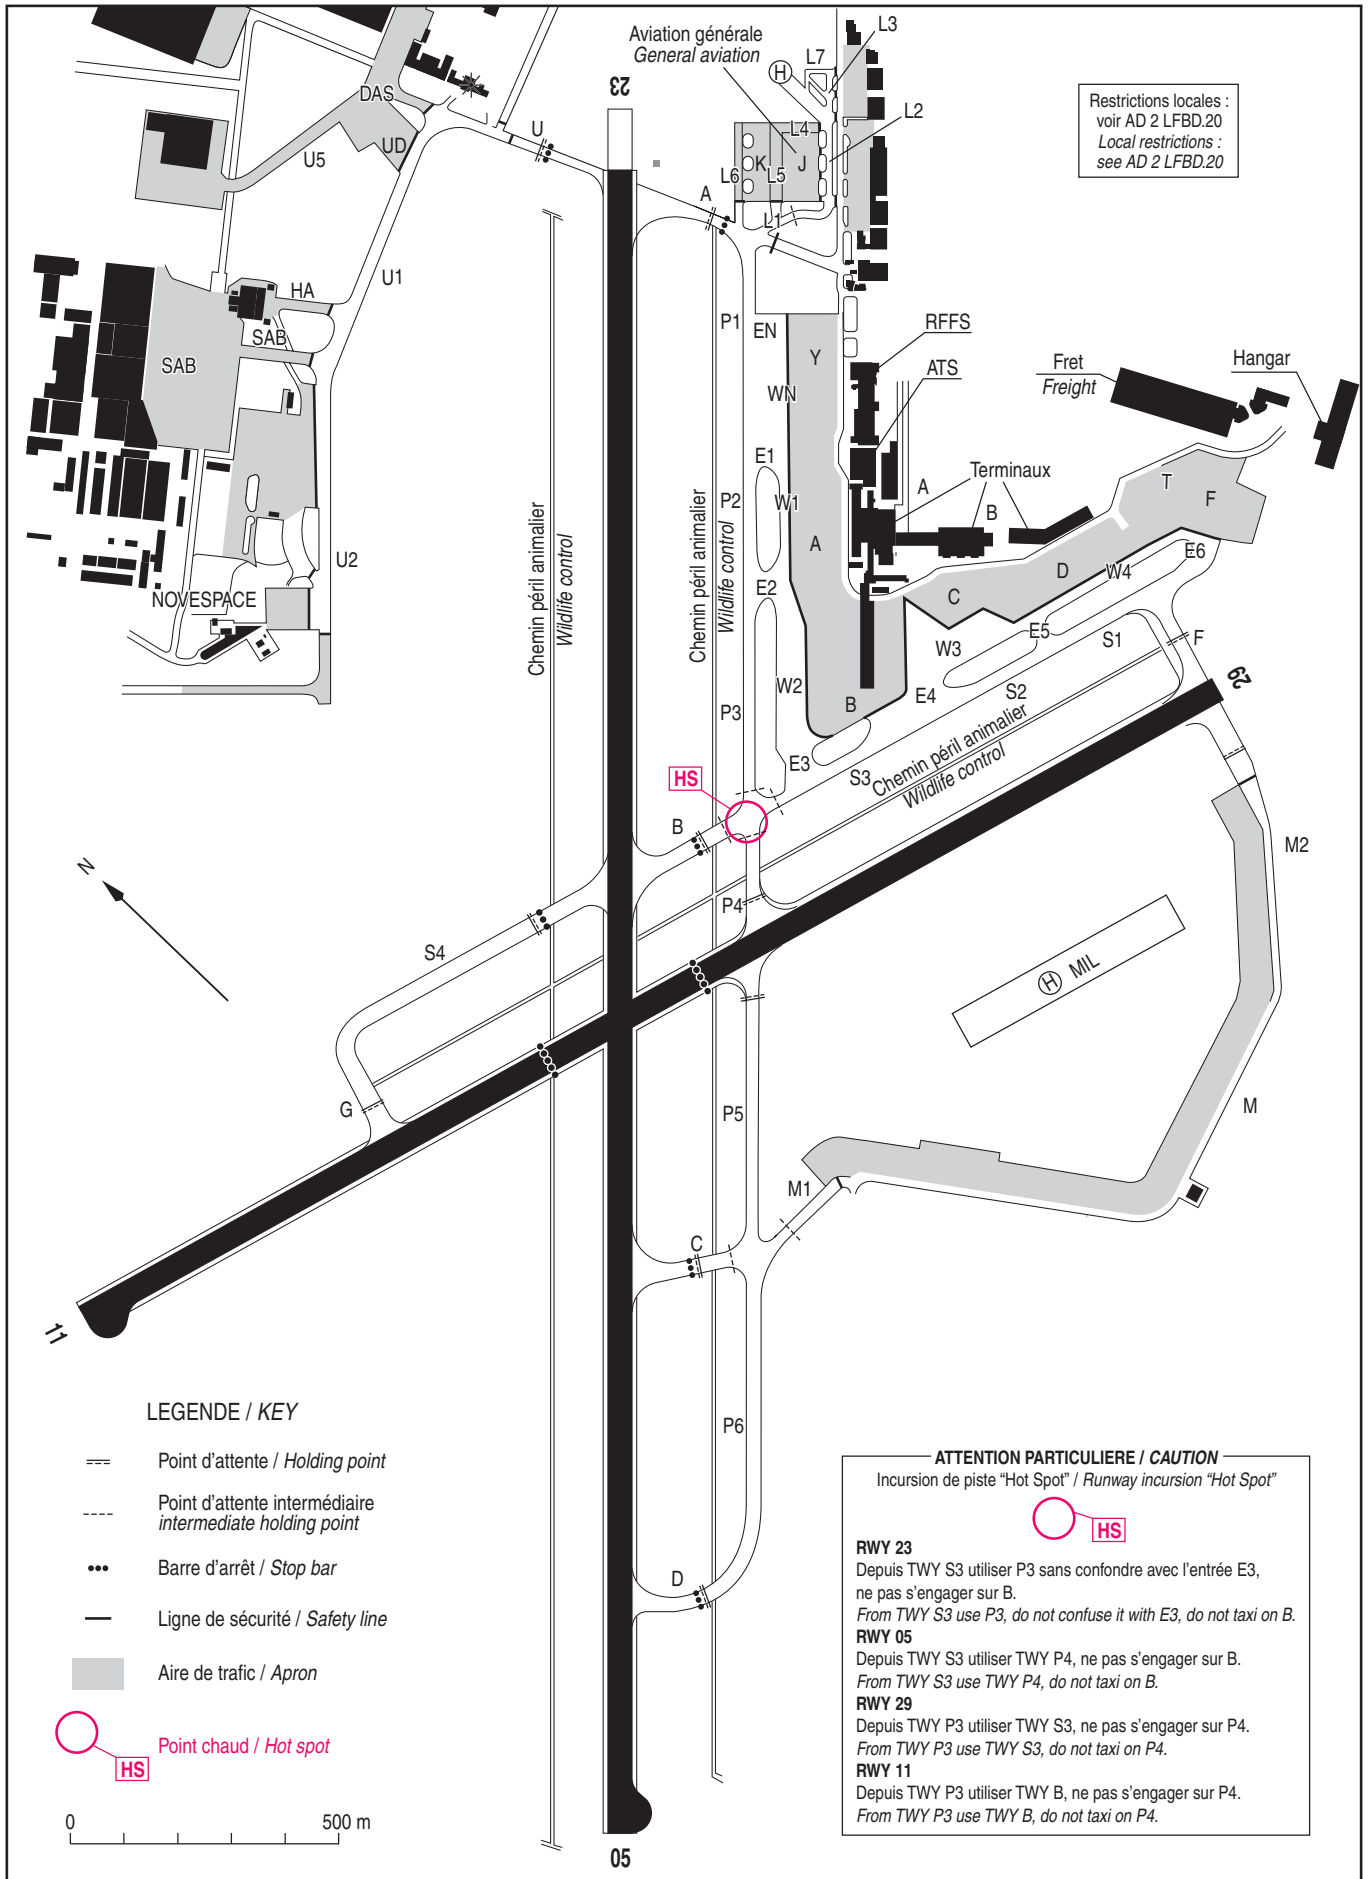 23
Aviation générale
General aviation
L3
L7
H
L2
L4
K
J
L6
L5
L1
Restrictions locales :
voir AD 2 LFBD.20
Local restrictions :
see AD 2 LFBD.20
DAS
U
UD
U5
A
U1
HA
SAB
SAB
P1
EN
Y
WN
RFFS
ATS
Fret
Freight
Hangar
E1
P2
W1
A
A
Terminaux
B
T
F
Chemin péril animalier
Wildlife control
Chemin péril animalier
Wildlife control
U2
NOVESPACE
E2
E6
W4
D
C
E5
S1
F
W3
W2
E4
S2
29
P3
B
E3
S3
Chemin péril animalier
Wildlife control
HS
B
M2
N
P4
S4
H MIL
G
P5
M
M1
C
11
P6
D
05
LEGENDE / KEY
Point d'attente / Holding point
Point d'attente intermédiaire
intermediate holding point
Barre d'arrêt / Stop bar
Ligne de sécurité / Safety line
Aire de trafic / Apron
Point chaud / Hot spot
HS
0
500 m
ATTENTION PARTICULIERE / CAUTION
Incursion de piste “Hot Spot” / Runway incursion “Hot Spot”
HS
RWY 23
Depuis TWY S3 utiliser P3 sans confondre avec l'entrée E3,
ne pas s'engager sur B.
From TWY S3 use P3, do not confuse it with E3, do not taxi on B.
RWY 05
Depuis TWY S3 utiliser TWY P4, ne pas s'engager sur B.
From TWY S3 use TWY P4, do not taxi on B.
RWY 29
Depuis TWY P3 utiliser TWY S3, ne pas s'engager sur P4.
From TWY P3 use TWY S3, do not taxi on P4.
RWY 11
Depuis TWY P3 utiliser TWY B, ne pas s'engager sur P4.
From TWY P3 use TWY B, do not taxi on P4.